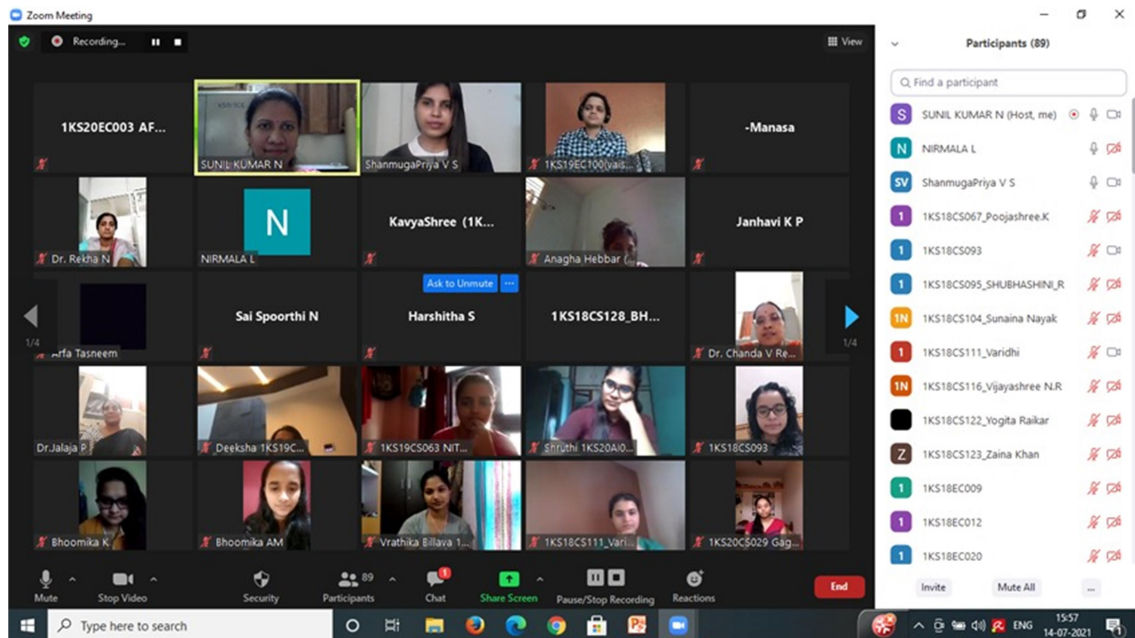 Zoom Meeting
Recording...
View
1KS20EC003 AF...
SUNIL KUMAR N
ShanmugaPriya V S
1KS19EC100(vais...
-Manasa
Dr. Rekha N
N
NIRMALA L
KavyaShree (1K...
Anagha Hebbar (...
Janhavi K P
1/4
Arfa Tasneem
Sai Spoorthi N
Ask to Unmute
...
Harshitha S
1KS18CS128_BH...
Dr. Chanda V Re...
1/4
Dr.Jalaja P
Deeksha 1KS19C...
1KS19CS063 NIT...
Shruthi 1KS20AI0...
1KS18CS093
Bhoomika K
Bhoomika AM
Vrathika Billava 1...
1KS18CS111_Vari...
1KS20CS029 Gag...
Mute
Stop Video
Security
89
Participants
1
Chat
Share Screen
Pause/Stop Recording
Reactions
End
Participants (89)
Find a participant
S SUNIL KUMAR N (Host, me)
N NIRMALA L
SV ShanmugaPriya V S
1 1KS18CS067_Poojashree.K
1 1KS18CS093
1 1KS18CS095_SHUBHASHINI_R
1N 1KS18CS104_Sunaina Nayak
1 1KS18CS111_Varidhi
1N 1KS18CS116_Vijayashree N.R
1KS18CS122_Yogita Raikar
Z 1KS18CS123_Zaina Khan
1 1KS18EC009
1 1KS18EC012
1 1KS18EC020
Invite
Mute All
...
Type here to search
ENG
15:57
14-07-2021
1